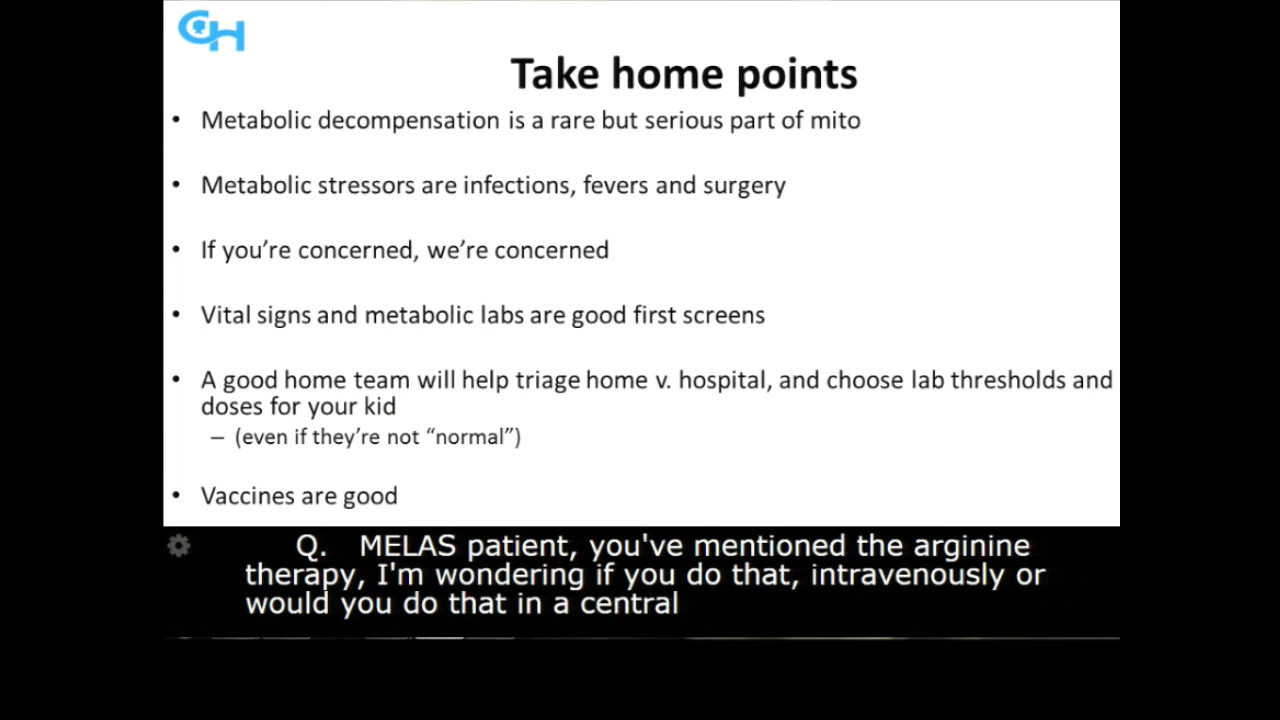 CH
Take home points
• Metabolic decompensation is a rare but serious part of mito
• Metabolic stressors are infections, fevers and surgery
• If you’re concerned, we’re concerned
• Vital signs and metabolic labs are good first screens
• A good home team will help triage home v. hospital, and choose lab thresholds and
doses for your kid
– (even if they’re not “normal”)
• Vaccines are good
Q. MELAS patient, you've mentioned the arginine
therapy, I'm wondering if you do that, intravenously or
would you do that in a central